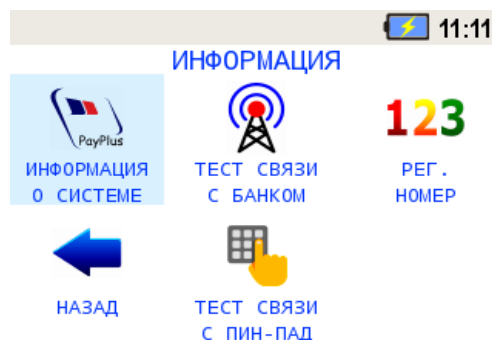 11:11
ИНФОРМАЦИЯ
PayPlus
123
ИНФОРМАЦИЯ
О СИСТЕМЕ
ТЕСТ СВЯЗИ
С БАНКОМ
РЕГ.
НОМЕР
НАЗАД
ТЕСТ СВЯЗИ
С ПИН-ПАД